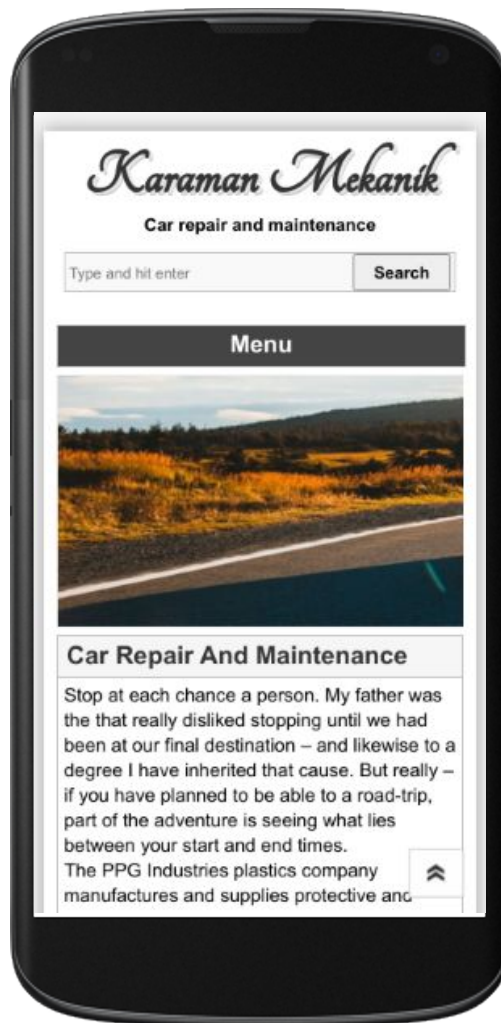 Karaman Mekanik
Car repair and maintenance
Type and hit enter
Search
Menu
Car Repair And Maintenance
Stop at each chance a person. My father was
the that really disliked stopping until we had
been at our final destination – and likewise to a
degree I have inherited that cause. But really –
if you have planned to be able to a road-trip,
part of the adventure is seeing what lies
between your start and end times.
The PPG Industries plastics company
manufactures and supplies protective and